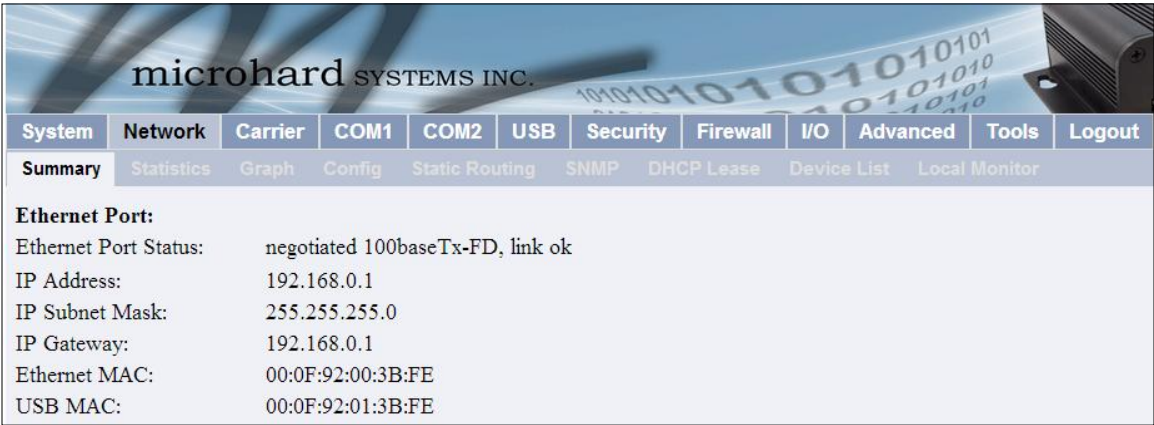 microhard SYSTEMS INC.
System Network Carrier COM1 COM2 USB Security Firewall I/O Advanced Tools Logout
Summary Statistics Graph Config Static Routing SNMP DHCP Lease Device List Local Monitor
Ethernet Port:
Ethernet Port Status: negotiated 100baseTx-FD, link ok
IP Address: 192.168.0.1
IP Subnet Mask: 255.255.255.0
IP Gateway: 192.168.0.1
Ethernet MAC: 00:0F:92:00:3B:FE
USB MAC: 00:0F:92:01:3B:FE